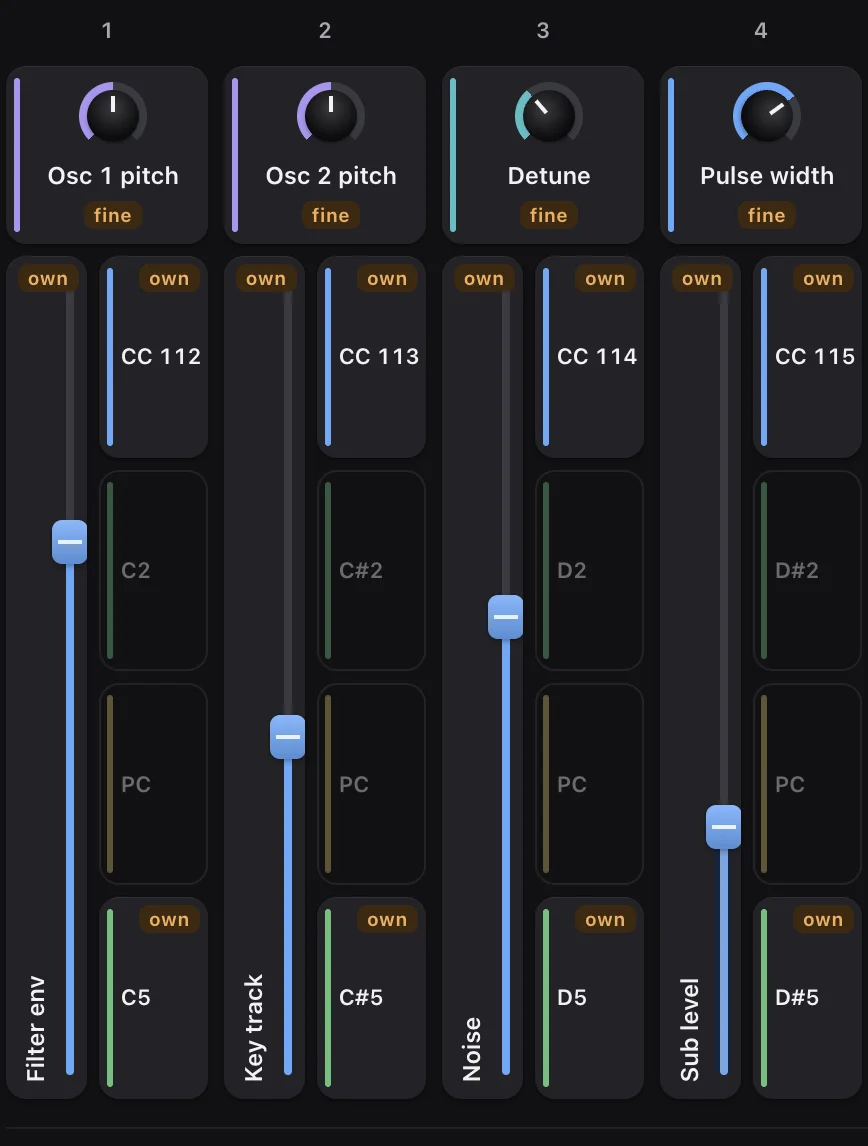 1 2 3 4
Osc 1 pitch Osc 2 pitch Detune Pulse width
fine fine fine fine
own own own own own own own own
CC 112 CC 113 CC 114 CC 115
C2 C#2 D2 D#2
PC PC PC PC
own own own own
C5 C#5 D5 D#5
Filter env Key track Noise Sub level